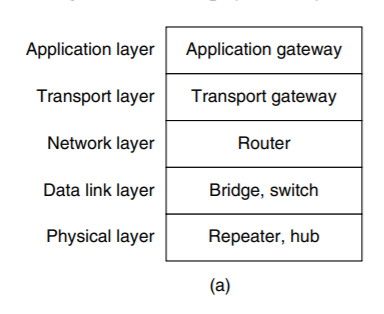 Application layer Application gateway
Transport layer Transport gateway
Network layer Router
Data link layer Bridge, switch
Physical layer Repeater, hub
(a)